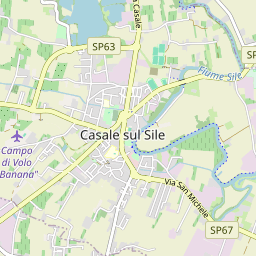 s Casale
SP63
Fiume Sile
Casale sul Sile
Campo
di Volo
"Banana"
Via San Michele
SP67